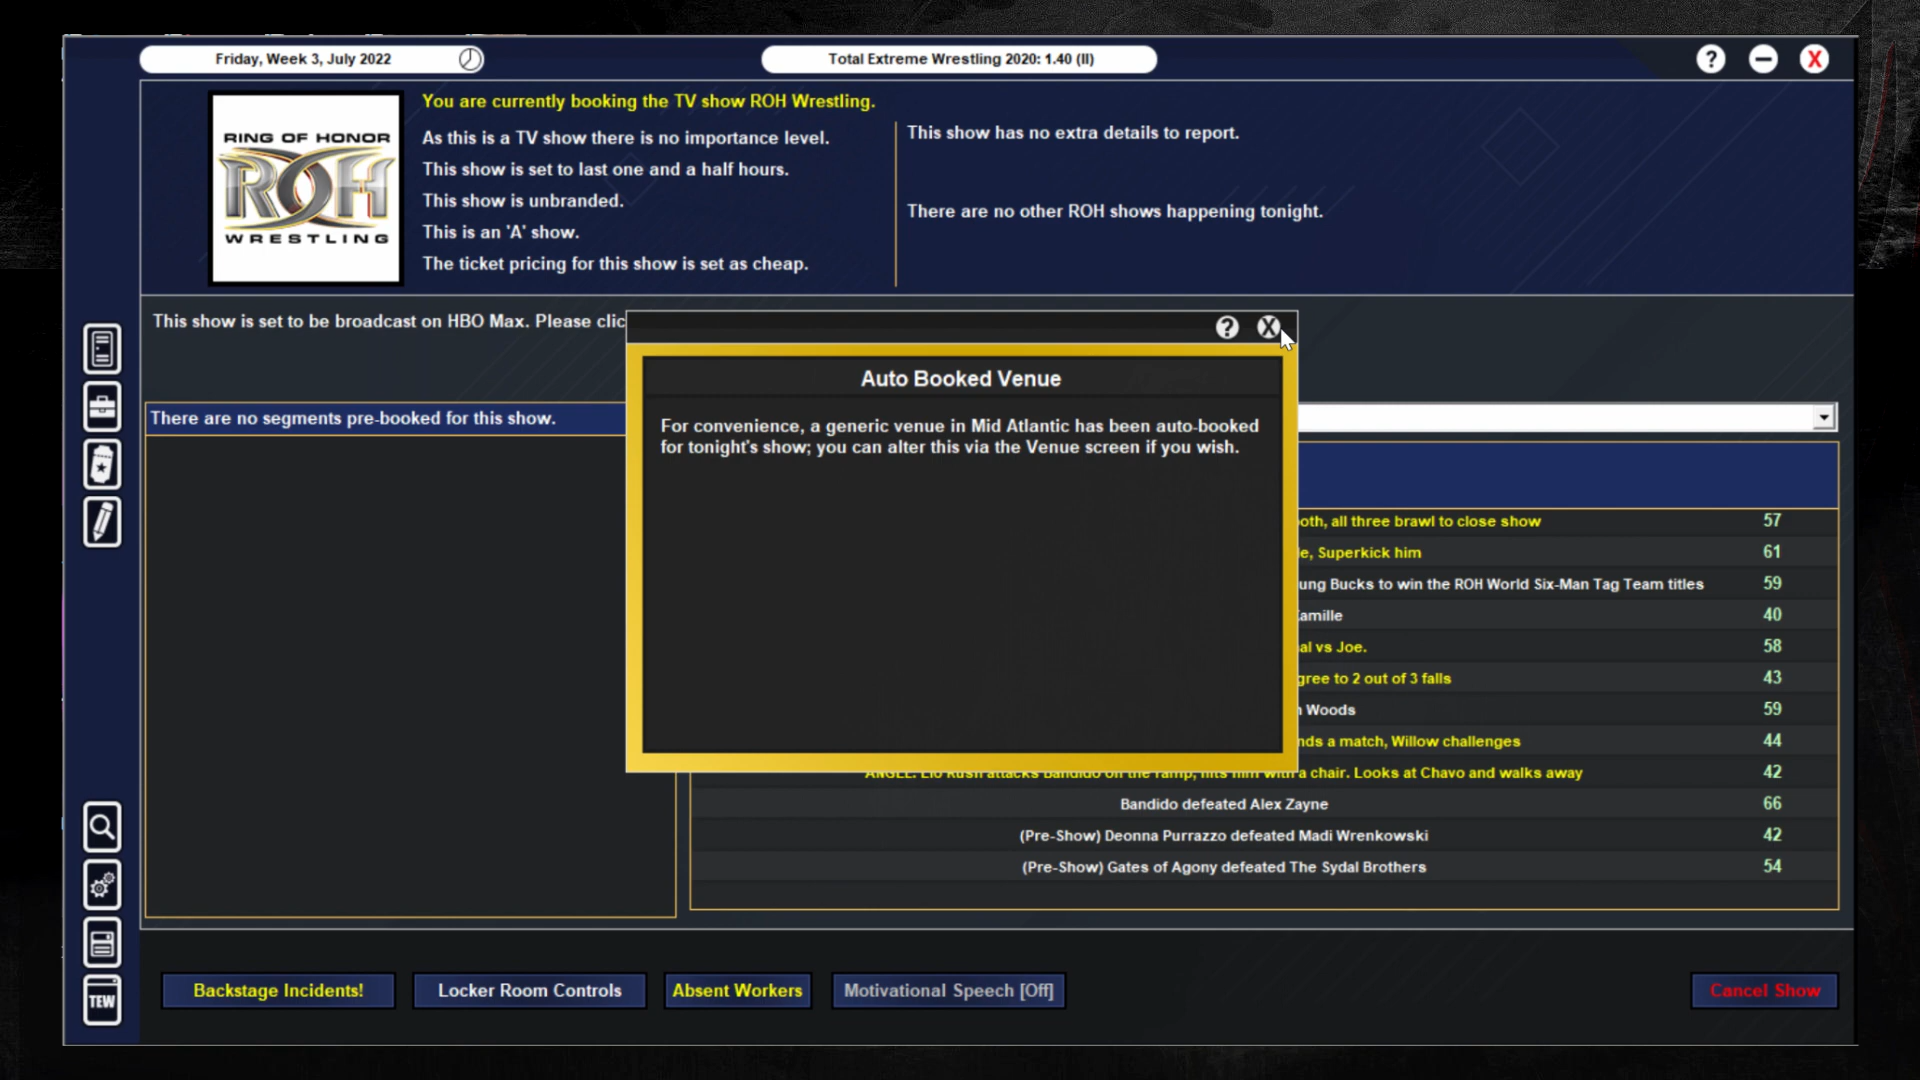 Friday, Week 3, July 2022
Total Extreme Wrestling 2020: 1.40 (II)
?
X
RING OF HONOR
ROH
WRESTLING
You are currently booking the TV show ROH Wrestling.
As this is a TV show there is no importance level.
This show is set to last one and a half hours.
This show is unbranded.
This is an 'A' show.
The ticket pricing for this show is set as cheap.
This show has no extra details to report.
There are no other ROH shows happening tonight.
This show is set to be broadcast on HBO Max. Please clic
? X
Auto Booked Venue
For convenience, a generic venue in Mid Atlantic has been auto-booked
for tonight's show; you can alter this via the Venue screen if you wish.
There are no segments pre-booked for this show.
oth, all three brawl to close show 57
e, Superkick him 61
ung Bucks to win the ROH World Six-Man Tag Team titles 59
amille 40
al vs Joe. 58
gree to 2 out of 3 falls 43
Woods 59
nds a match, Willow challenges 44
ANGLE: Lio Rush attacks Bandido on the ramp, hits him with a chair. Looks at Chavo and walks away 42
Bandido defeated Alex Zayne 66
(Pre-Show) Deonna Purrazzo defeated Madi Wrenkowski 42
(Pre-Show) Gates of Agony defeated The Sydal Brothers 54
TEW
Backstage Incidents!
Locker Room Controls
Absent Workers
Motivational Speech [Off]
Cancel Show